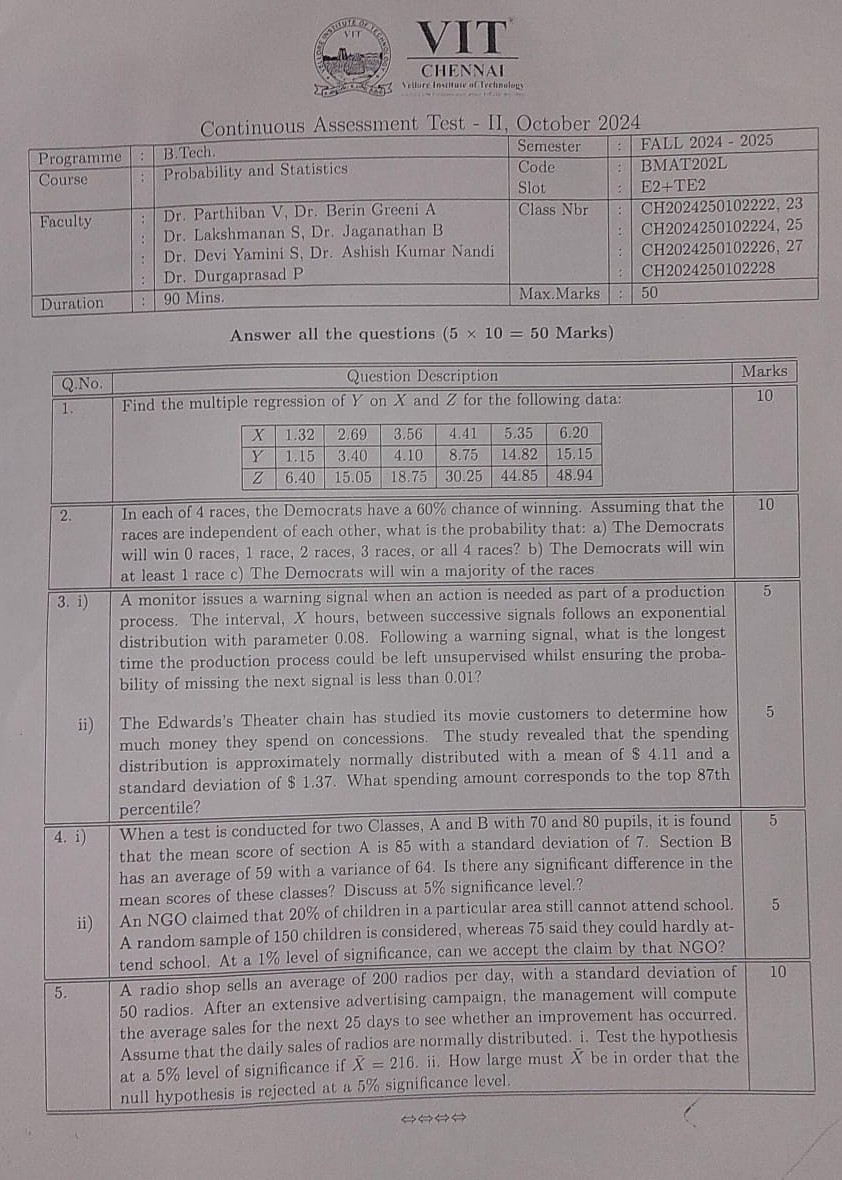 VIT
VIT
CHENNAI
Vellore Institute of Technology
Continuous Assessment Test - II, October 2024
Programme : B.Tech. Semester : FALL 2024 - 2025
Course : Probability and Statistics Code : BMAT202L
Slot : E2+TE2
Faculty : Dr. Parthiban V, Dr. Berin Greeni A Class Nbr : CH2024250102222, 23
: Dr. Lakshmanan S, Dr. Jaganathan B : CH2024250102224, 25
: Dr. Devi Yamini S, Dr. Ashish Kumar Nandi : CH2024250102226, 27
: Dr. Durgaprasad P : CH2024250102228
Duration : 90 Mins. Max.Marks : 50
Answer all the questions (5 × 10 = 50 Marks)
Q.No. Question Description Marks
1. Find the multiple regression of Y on X and Z for the following data: 10
X 1.32 2.69 3.56 4.41 5.35 6.20
Y 1.15 3.40 4.10 8.75 14.82 15.15
Z 6.40 15.05 18.75 30.25 44.85 48.94
2. In each of 4 races, the Democrats have a 60% chance of winning. Assuming that the 10
races are independent of each other, what is the probability that: a) The Democrats
will win 0 races, 1 race, 2 races, 3 races, or all 4 races? b) The Democrats will win
at least 1 race c) The Democrats will win a majority of the races
3. i) A monitor issues a warning signal when an action is needed as part of a production 5
process. The interval, X hours, between successive signals follows an exponential
distribution with parameter 0.08. Following a warning signal, what is the longest
time the production process could be left unsupervised whilst ensuring the proba-
bility of missing the next signal is less than 0.01?
ii) The Edwards's Theater chain has studied its movie customers to determine how 5
much money they spend on concessions. The study revealed that the spending
distribution is approximately normally distributed with a mean of $ 4.11 and a
standard deviation of $ 1.37. What spending amount corresponds to the top 87th
percentile?
4. i) When a test is conducted for two Classes, A and B with 70 and 80 pupils, it is found 5
that the mean score of section A is 85 with a standard deviation of 7. Section B
has an average of 59 with a variance of 64. Is there any significant difference in the
mean scores of these classes? Discuss at 5% significance level.?
ii) An NGO claimed that 20% of children in a particular area still cannot attend school. 5
A random sample of 150 children is considered, whereas 75 said they could hardly at-
tend school. At a 1% level of significance, can we accept the claim by that NGO?
5. A radio shop sells an average of 200 radios per day, with a standard deviation of 10
50 radios. After an extensive advertising campaign, the management will compute
the average sales for the next 25 days to see whether an improvement has occurred.
Assume that the daily sales of radios are normally distributed. i. Test the hypothesis
at a 5% level of significance if X̄ = 216. ii. How large must X̄ be in order that the
null hypothesis is rejected at a 5% significance level.
⇔⇔⇔⇔